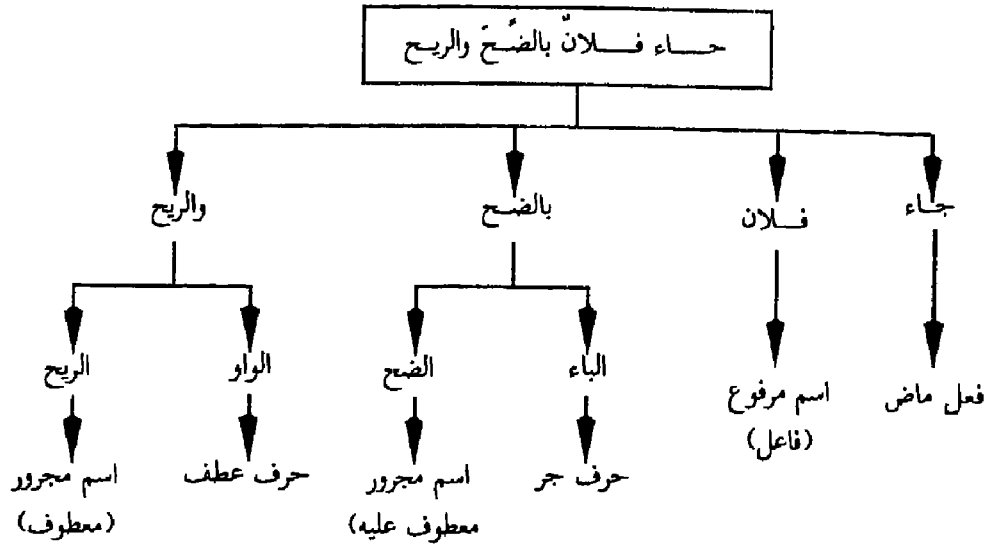 حاء فلانٌ بالضَّحَ والريح
جاء
فلان
بالضح
والريح
فعل ماض
اسم مرفوع
(فاعل)
الباء
الضح
الواو
الريح
حرف جر
اسم مجرور
معطوف عليه)
حرف عطف
اسم مجرور
(معطوف)